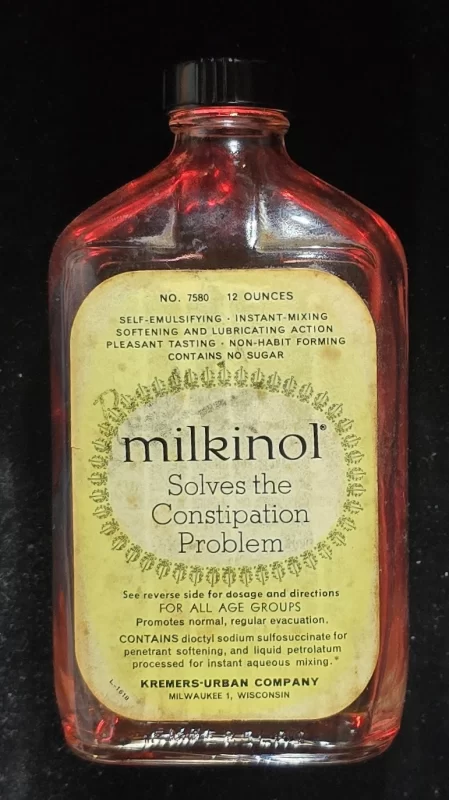 NO. 7580 12 OUNCES
SELF-EMULSIFYING - INSTANT-MIXING
SOFTENING AND LUBRICATING ACTION
PLEASANT TASTING - NON-HABIT FORMING
CONTAINS NO SUGAR
milkinol®
Solves the
Constipation
Problem
See reverse side for dosage and directions
FOR ALL AGE GROUPS
Promotes normal, regular evacuation.
CONTAINS dioctyl sodium sulfosuccinate for
penetrant softening, and liquid petrolatum
processed for instant aqueous mixing.*
KREMERS-URBAN COMPANY
MILWAUKEE 1, WISCONSIN